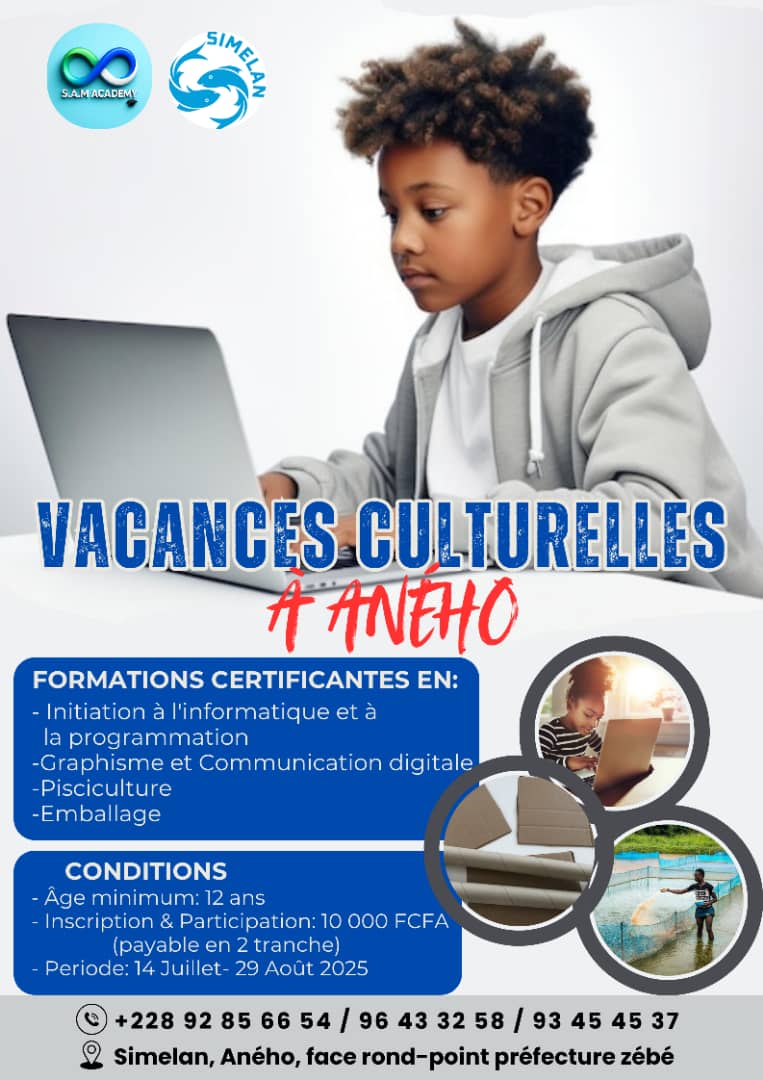 S.A.M ACADEMY
SIMELAN
VACANCES CULTURELLES
À ANÉHO
FORMATIONS CERTIFICANTES EN:
- Initiation à l'informatique et à
la programmation
-Graphisme et Communication digitale
-Pisciculture
-Emballage
CONDITIONS
- Âge minimum: 12 ans
- Inscription & Participation: 10 000 FCFA
(payable en 2 tranche)
- Periode: 14 Juillet- 29 Août 2025
+228 92 85 66 54 / 96 43 32 58 / 93 45 45 37
Simelan, Aného, face rond-point préfecture zébé